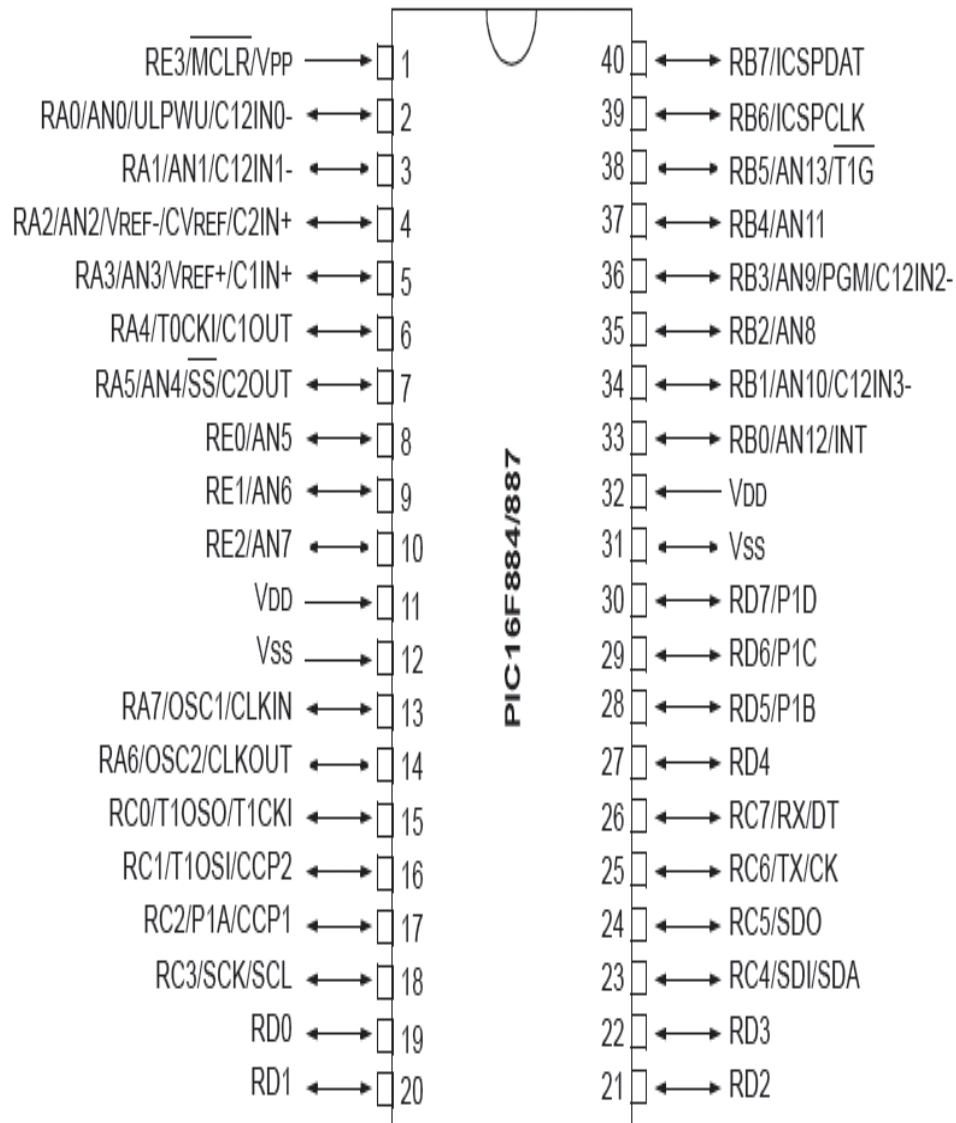 RE3/MCLR/VPP 1 40 RB7/ICSPDAT
RA0/AN0/ULPWU/C12IN0- 2 39 RB6/ICSPCLK
RA1/AN1/C12IN1- 3 38 RB5/AN13/T1G
RA2/AN2/VREF-/CVREF/C2IN+ 4 37 RB4/AN11
RA3/AN3/VREF+/C1IN+ 5 36 RB3/AN9/PGM/C12IN2-
RA4/T0CKI/C1OUT 6 35 RB2/AN8
RA5/AN4/SS/C2OUT 7 34 RB1/AN10/C12IN3-
RE0/AN5 8 33 RB0/AN12/INT
RE1/AN6 9 32 VDD
RE2/AN7 10 31 VSS
VDD 11 30 RD7/P1D
VSS 12 29 RD6/P1C
RA7/OSC1/CLKIN 13 28 RD5/P1B
RA6/OSC2/CLKOUT 14 27 RD4
RC0/T1OSO/T1CKI 15 26 RC7/RX/DT
RC1/T1OSI/CCP2 16 25 RC6/TX/CK
RC2/P1A/CCP1 17 24 RC5/SDO
RC3/SCK/SCL 18 23 RC4/SDI/SDA
RD0 19 22 RD3
RD1 20 21 RD2
PIC16F884/887